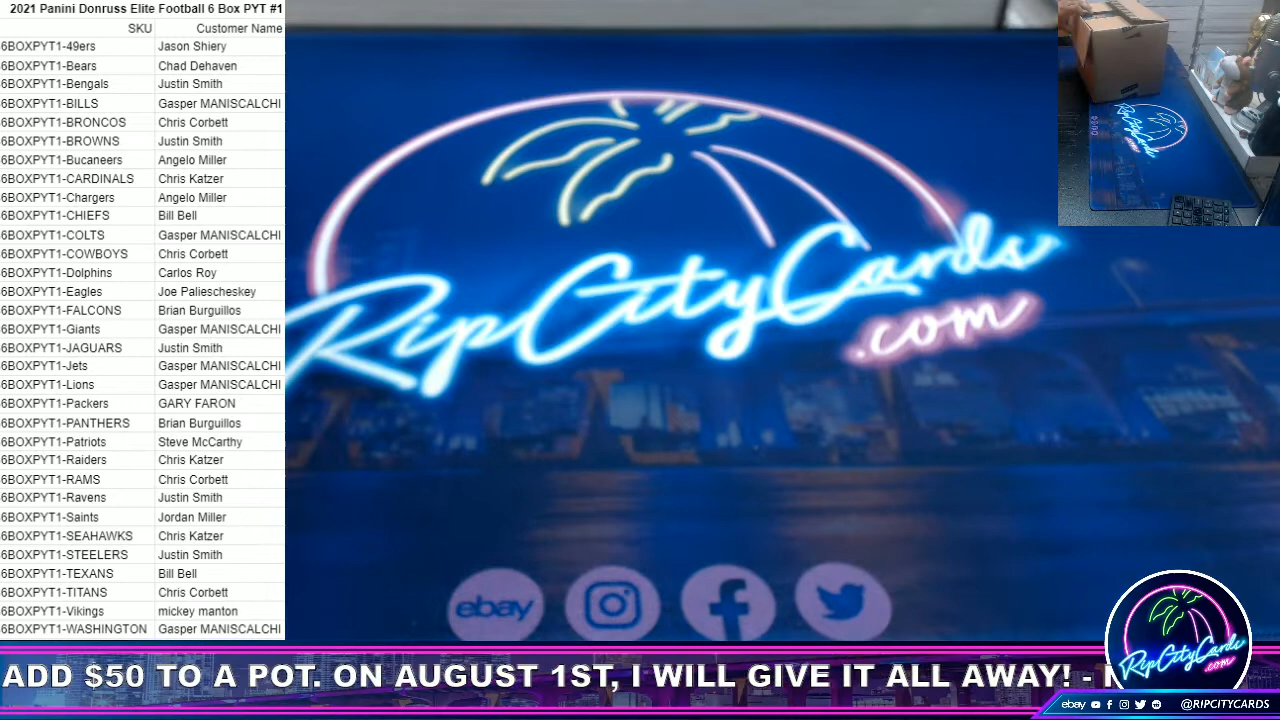 2021 Panini Donruss Elite Football 6 Box PYT #1
SKU Customer Name
6BOXPYT1-49ers Jason Shiery
6BOXPYT1-Bears Chad Dehaven
6BOXPYT1-Bengals Justin Smith
6BOXPYT1-BILLS Gasper MANISCALCHI
6BOXPYT1-BRONCOS Chris Corbett
6BOXPYT1-BROWNS Justin Smith
6BOXPYT1-Bucaneers Angelo Miller
6BOXPYT1-CARDINALS Chris Katzer
6BOXPYT1-Chargers Angelo Miller
6BOXPYT1-CHIEFS Bill Bell
6BOXPYT1-COLTS Gasper MANISCALCHI
6BOXPYT1-COWBOYS Chris Corbett
6BOXPYT1-Dolphins Carlos Roy
6BOXPYT1-Eagles Joe Paliescheskey
6BOXPYT1-FALCONS Brian Burguillos
6BOXPYT1-Giants Gasper MANISCALCHI
6BOXPYT1-JAGUARS Justin Smith
6BOXPYT1-Jets Gasper MANISCALCHI
6BOXPYT1-Lions Gasper MANISCALCHI
6BOXPYT1-Packers GARY FARON
6BOXPYT1-PANTHERS Brian Burguillos
6BOXPYT1-Patriots Steve McCarthy
6BOXPYT1-Raiders Chris Katzer
6BOXPYT1-RAMS Chris Corbett
6BOXPYT1-Ravens Justin Smith
6BOXPYT1-Saints Jordan Miller
6BOXPYT1-SEAHAWKS Chris Katzer
6BOXPYT1-STEELERS Justin Smith
6BOXPYT1-TEXANS Bill Bell
6BOXPYT1-TITANS Chris Corbett
6BOXPYT1-Vikings mickey manton
6BOXPYT1-WASHINGTON Gasper MANISCALCHI
RipCityCards
.com
RipCityCards
.com
ebay
ADD $50 TO A POT. ON AUGUST 1ST, I WILL GIVE IT ALL AWAY! -
RipCityCards
.com
ebay @RIPCITYCARDS